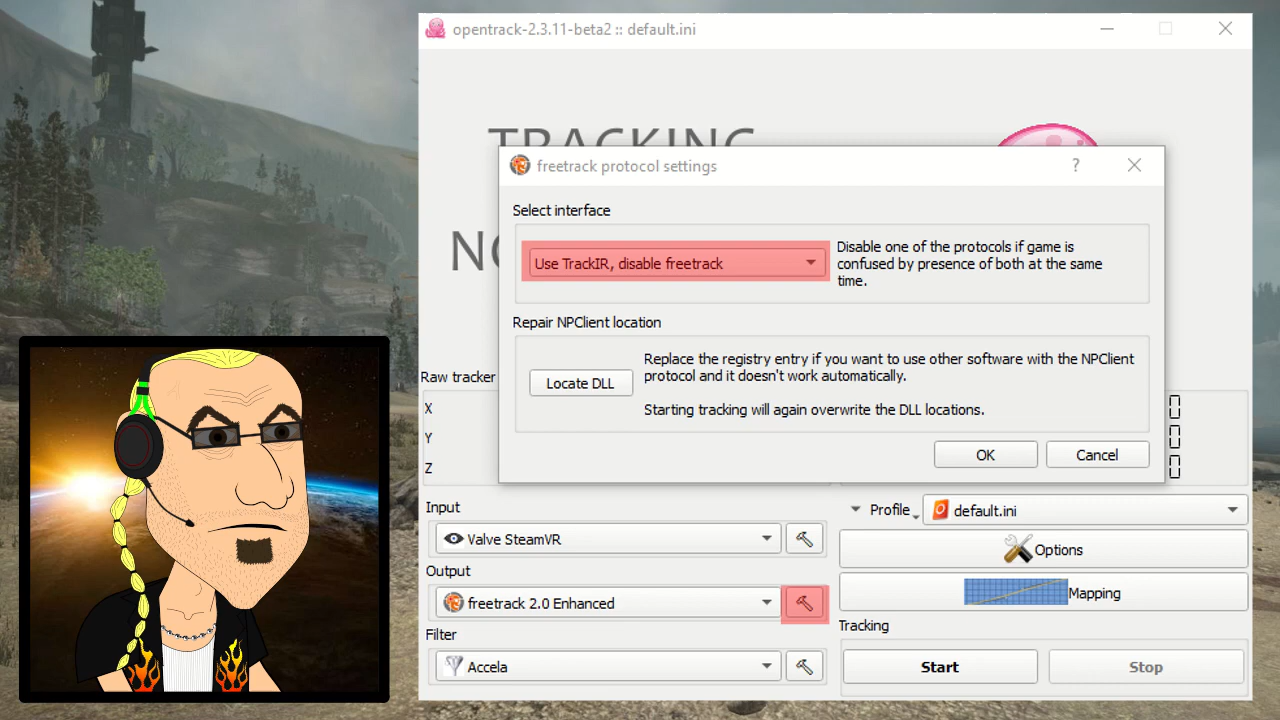 opentrack-2.3.11-beta2 :: default.ini
TRACKING
freetrack protocol settings
?
Select interface
Use TrackIR, disable freetrack
Disable one of the protocols if game is
confused by presence of both at the same
time.
Repair NPClient location
Locate DLL
Replace the registry entry if you want to use other software with the NPClient
protocol and it doesn't work automatically.
Starting tracking will again overwrite the DLL locations.
OK
Cancel
Raw tracker
X
0
Y
0
Z
0
Input
Valve SteamVR
Output
freetrack 2.0 Enhanced
Filter
Accela
Profile
default.ini
Options
Mapping
Tracking
Start
Stop